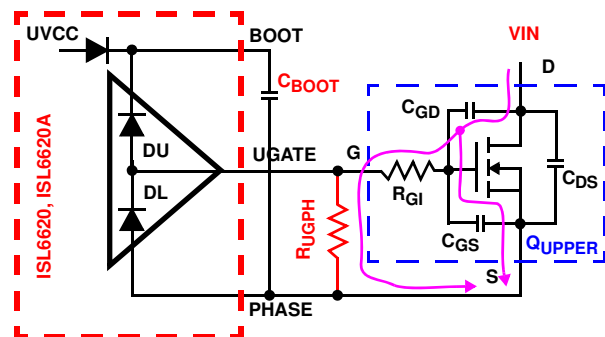 UVCC
BOOT
VIN
D
CBOOT
CGD
ISL6620, ISL6620A
DU
UGATE
G
DL
RGI
CDS
RUGPH
CGS
QUPPER
S
PHASE